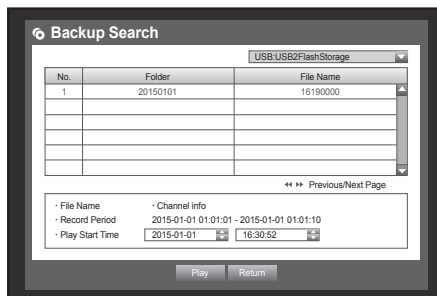 Backup Search
USB:USB2FlashStorage
No. Folder File Name
1 20150101 16190000
Previous/Next Page
· File Name · Channel info
· Record Period 2015-01-01 01:01:01 - 2015-01-01 01:01:10
· Play Start Time 2015-01-01 16:30:52
Play Return